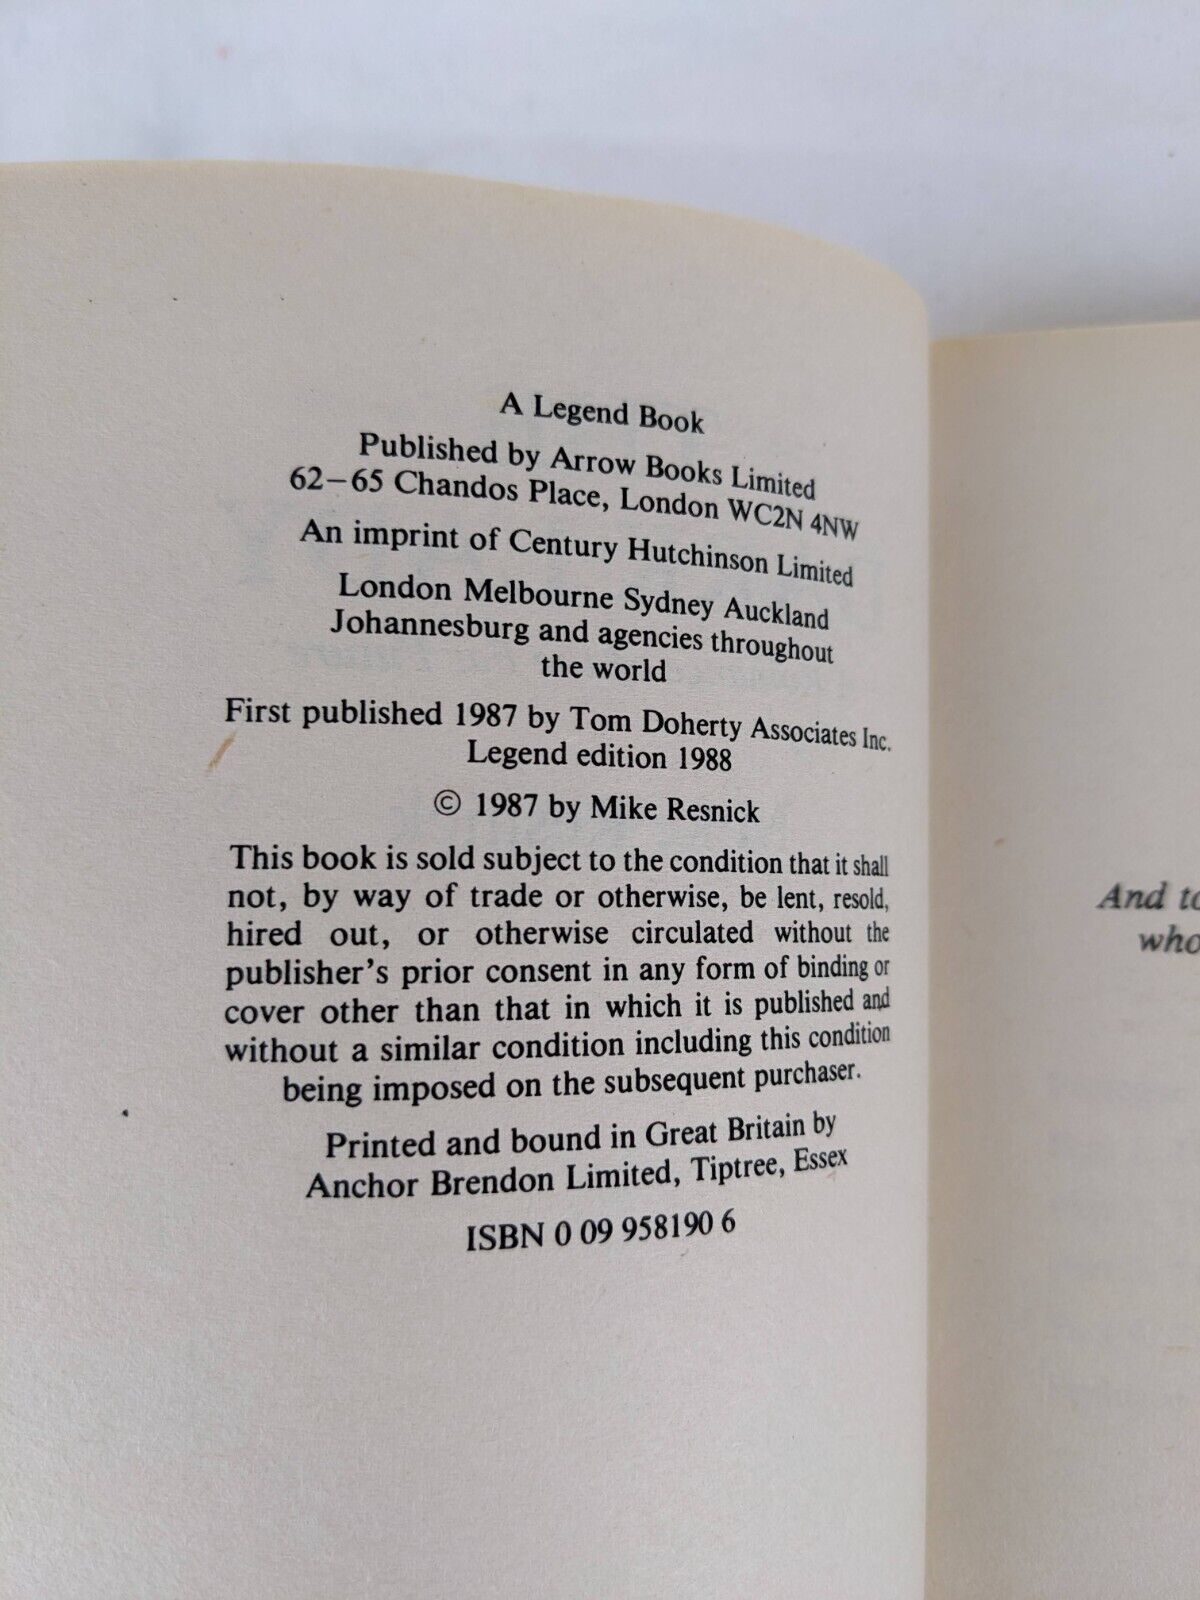 A Legend Book
Published by Arrow Books Limited
62–65 Chandos Place, London WC2N 4NW
An imprint of Century Hutchinson Limited
London Melbourne Sydney Auckland
Johannesburg and agencies throughout
the world
First published 1987 by Tom Doherty Associates Inc.
Legend edition 1988
© 1987 by Mike Resnick
This book is sold subject to the condition that it shall
not, by way of trade or otherwise, be lent, resold,
hired out, or otherwise circulated without the
publisher's prior consent in any form of binding or
cover other than that in which it is published and
without a similar condition including this condition
being imposed on the subsequent purchaser.
Printed and bound in Great Britain by
Anchor Brendon Limited, Tiptree, Essex
ISBN 0 09 958190 6
And to
who